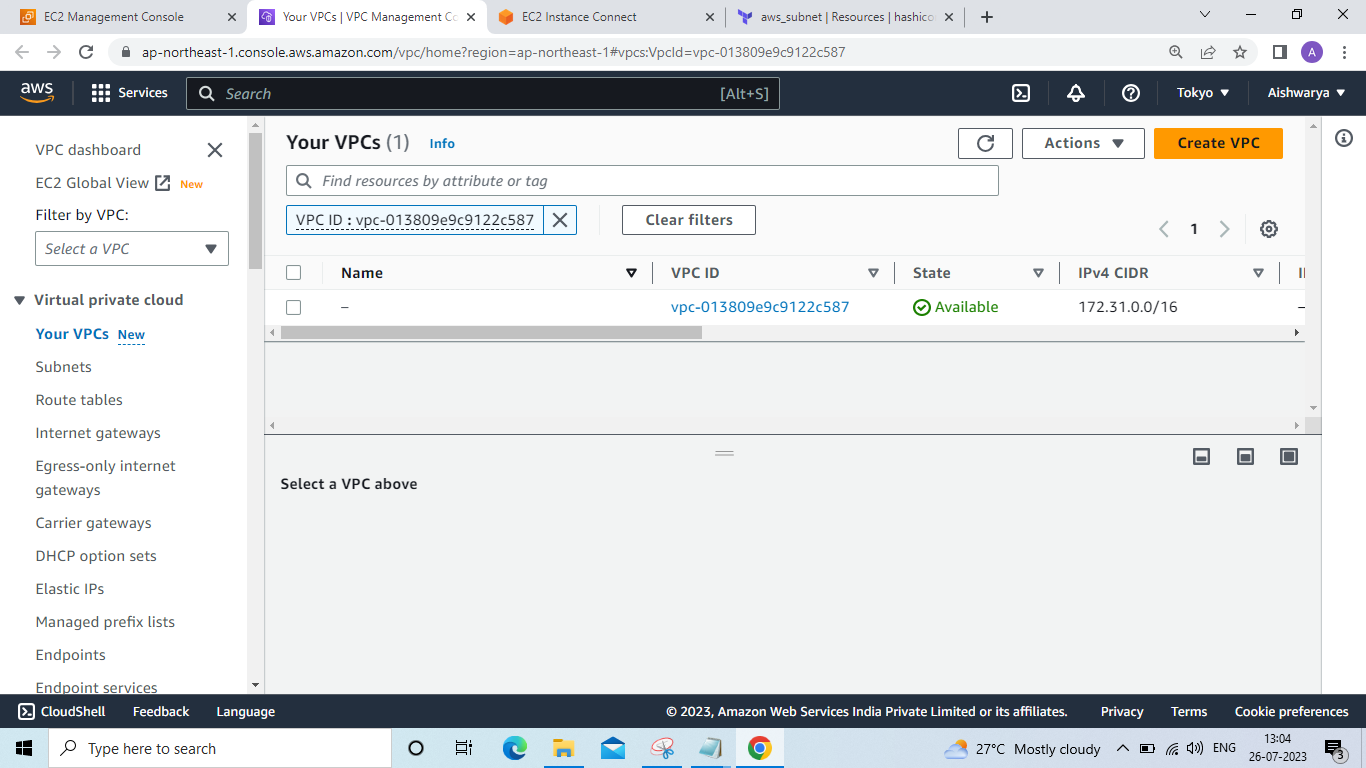 EC2 Management Console
Your VPCs | VPC Management Co
EC2 Instance Connect
aws_subnet | Resources | hashico
ap-northeast-1.console.aws.amazon.com/vpc/home?region=ap-northeast-1#vpcs:VpcId=vpc-013809e9c9122c587
A
aws
Services
Search
[Alt+S]
Tokyo
Aishwarya
VPC dashboard
EC2 Global View
New
Filter by VPC:
Select a VPC
Virtual private cloud
Your VPCs New
Subnets
Route tables
Internet gateways
Egress-only internet
gateways
Carrier gateways
DHCP option sets
Elastic IPs
Managed prefix lists
Endpoints
Endpoint services
Your VPCs (1) Info
Actions
Create VPC
Find resources by attribute or tag
VPC ID : vpc-013809e9c9122c587
Clear filters
1
Name VPC ID State IPv4 CIDR
– vpc-013809e9c9122c587 Available 172.31.0.0/16 –
Select a VPC above
CloudShell Feedback Language
© 2023, Amazon Web Services India Private Limited or its affiliates. Privacy Terms Cookie preferences
Type here to search
27°C Mostly cloudy
ENG
13:04
26-07-2023
3